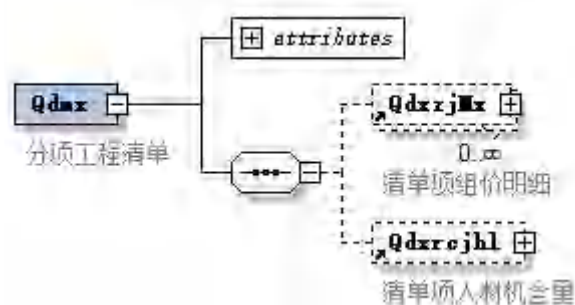 attributes
Qdmx
分项工程清单
QdxzjMx
0..∞
清单项组价明细
Qdxrcjhl
清单项人材机含量